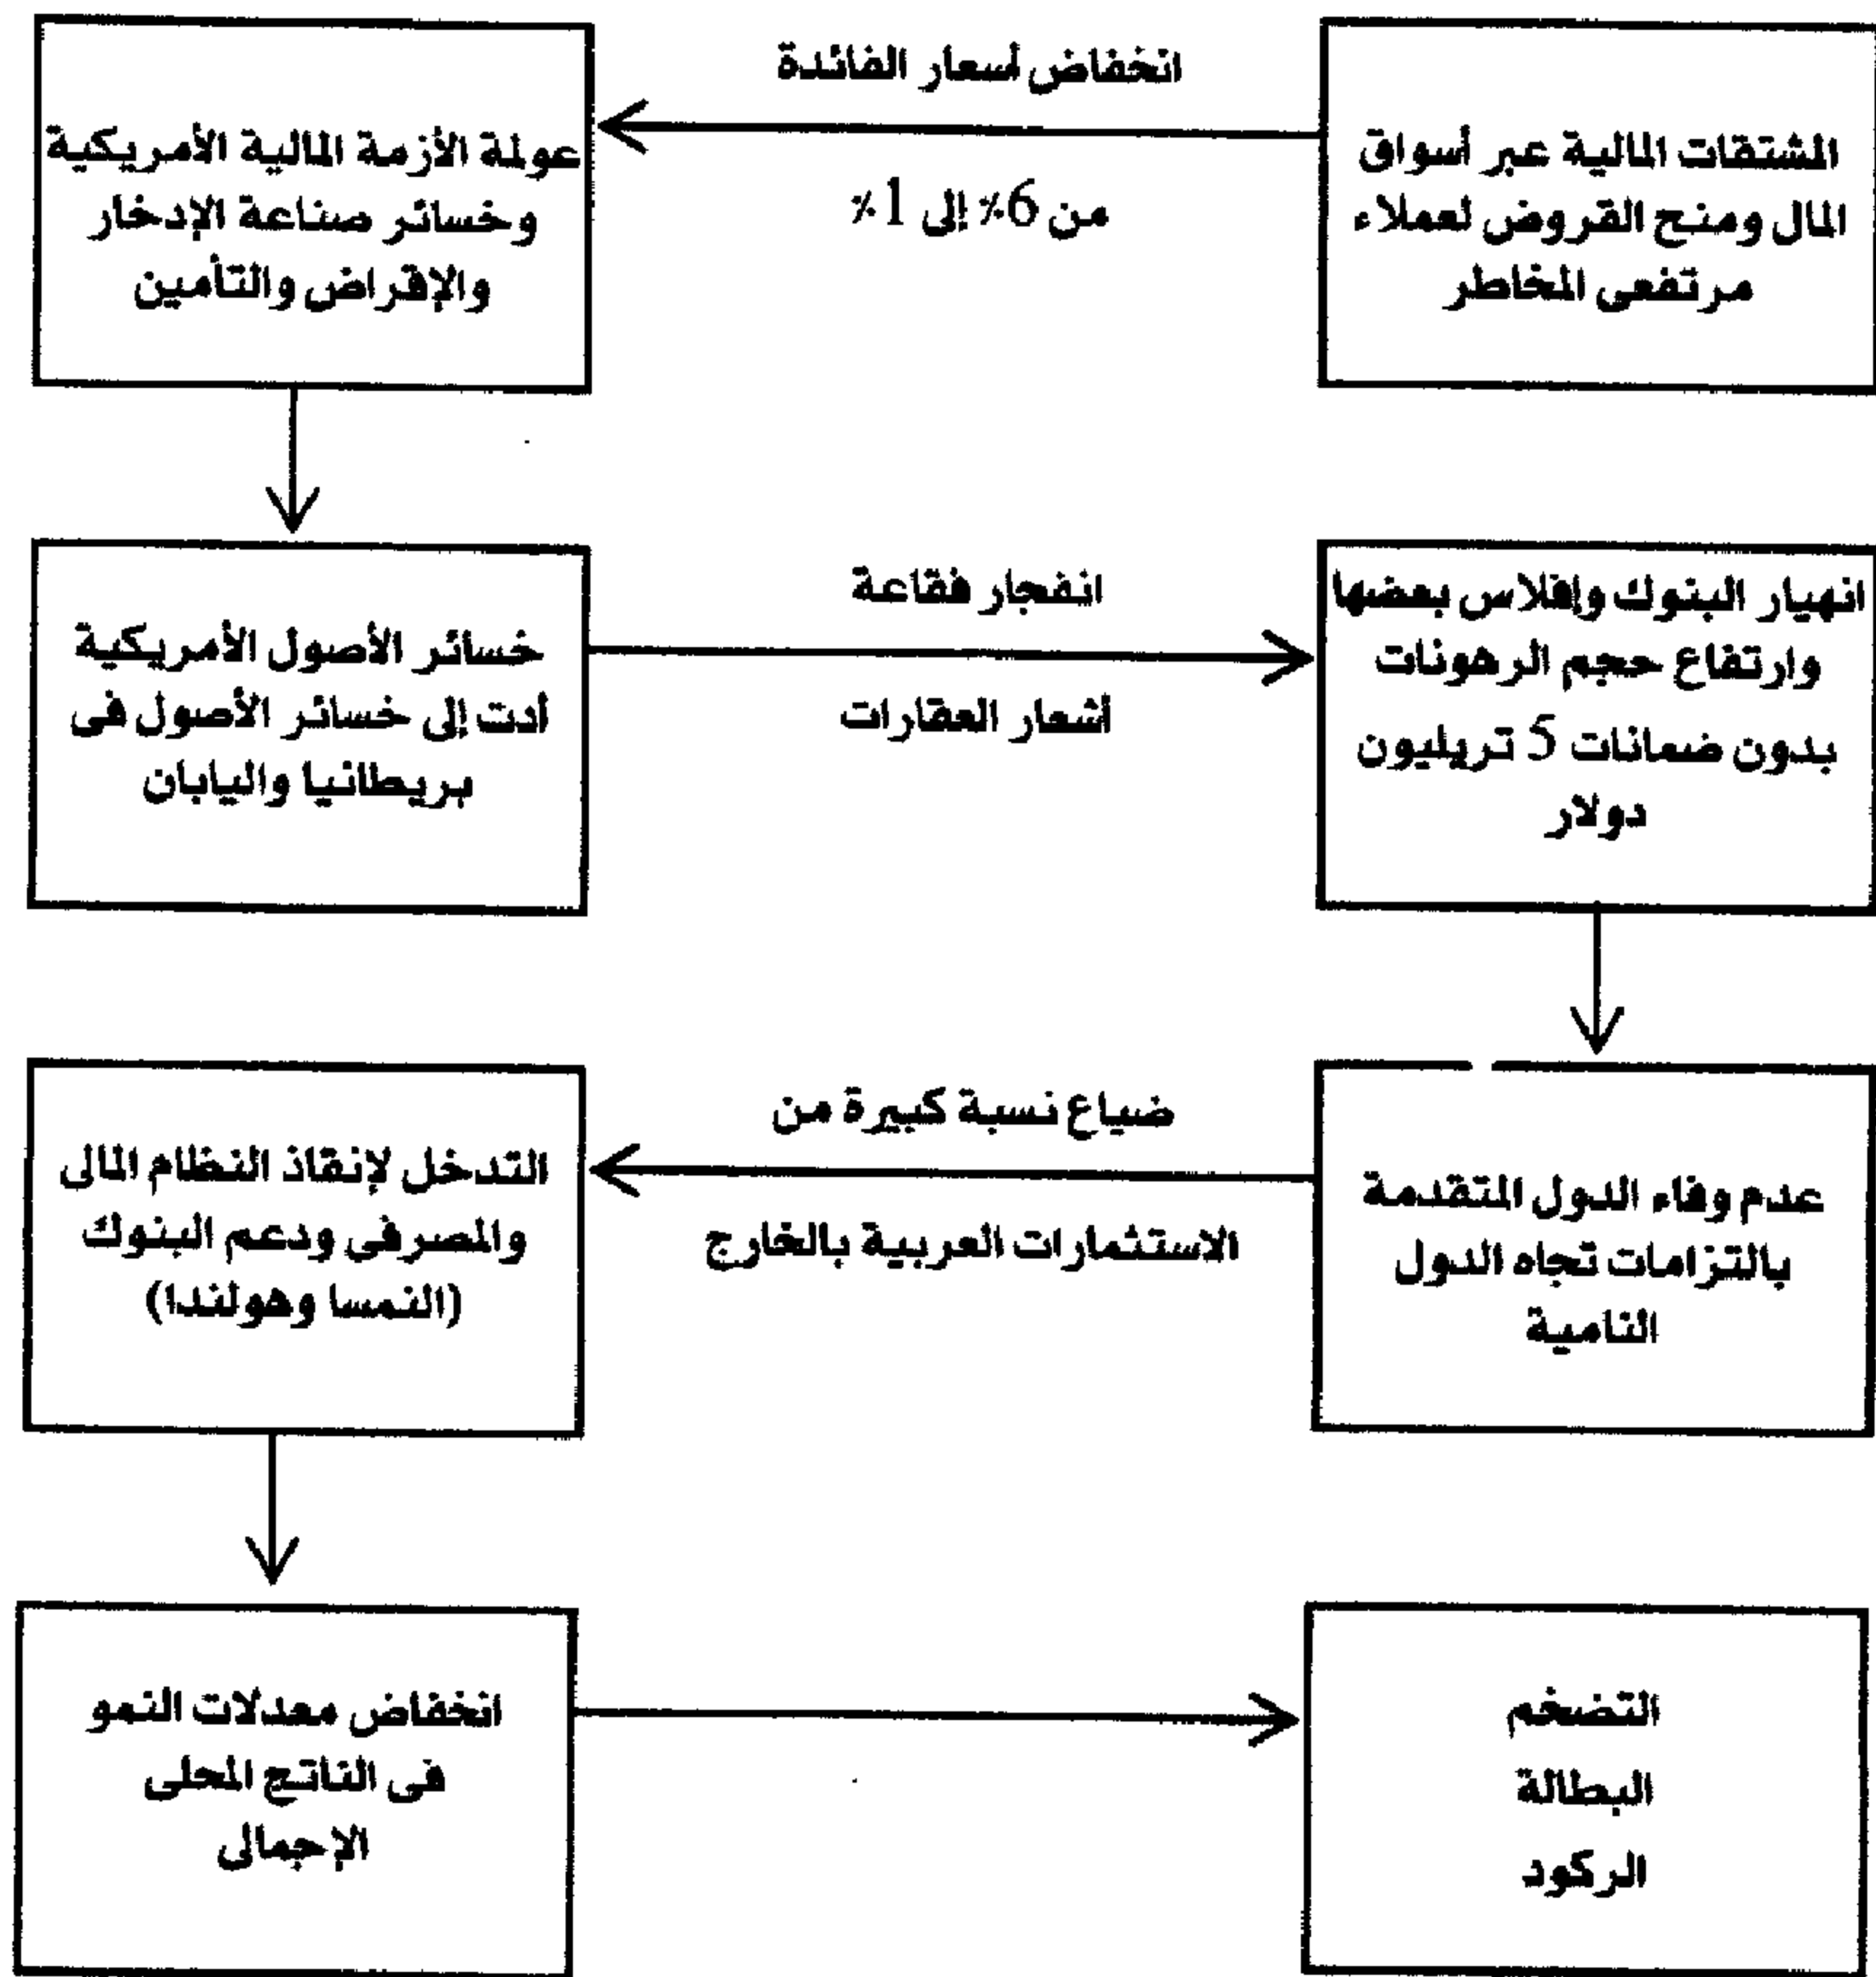 المشتقات المالية عبر أسواق
المال ومنح القروض لعملاء
مرتفعى المخاطر
انخفاض أسعار الفائدة
من 6٪ إلى 1٪
عولمة الأزمة المالية الأمريكية
وخسائر صناعة الإدخار
والإقراض والتأمين
خسائر الأصول الأمريكية
أدت إلى خسائر الأصول فى
بريطانيا واليابان
انفجار فقاعة
أشعار العقارات
انهيار البنوك وإفلاس بعضها
وارتفاع حجم الرهونات
بدون ضمانات 5 تريليون
دولار
عدم وفاء الدول المتقدمة
بالتزامات تجاه الدول
النامية
ضياع نسبة كبيرة من
الاستثمارات العربية بالخارج
التدخل لإنقاذ النظام المالى
والمصرفى ودعم البنوك
(النمسا وهولندا)
انخفاض معدلات النمو
فى الناتج المحلى
الإجمالى
التضخم
البطالة
الركود